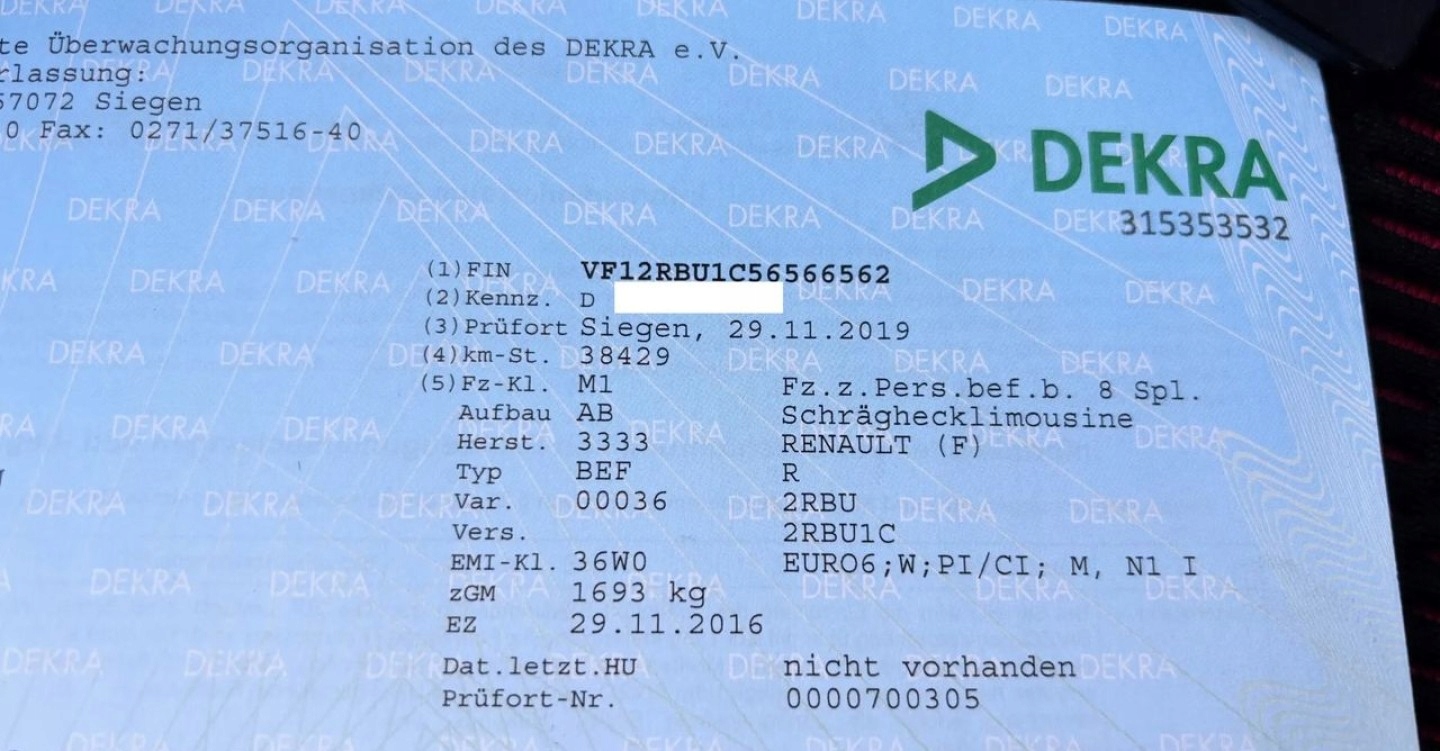 te Überwachungsorganisation des DEKRA e.V.
rlassung:
57072 Siegen
0 Fax: 0271/37516-40
DEKRA
315353532
(1)FIN VF12RBU1C56566562
(2)Kennz. D
(3)Prüfort Siegen, 29.11.2019
(4)km-St. 38429
(5)Fz-Kl. M1 Fz.z.Pers.bef.b. 8 Spl.
Aufbau AB Schräghecklimousine
Herst. 3333 RENAULT (F)
Typ BEF R
Var. 00036 2RBU
Vers. 2RBU1C
EMI-Kl. 36W0 EURO6;W;PI/CI; M, N1 I
zGM 1693 kg
EZ 29.11.2016
Dat.letzt.HU nicht vorhanden
Prüfort-Nr. 0000700305